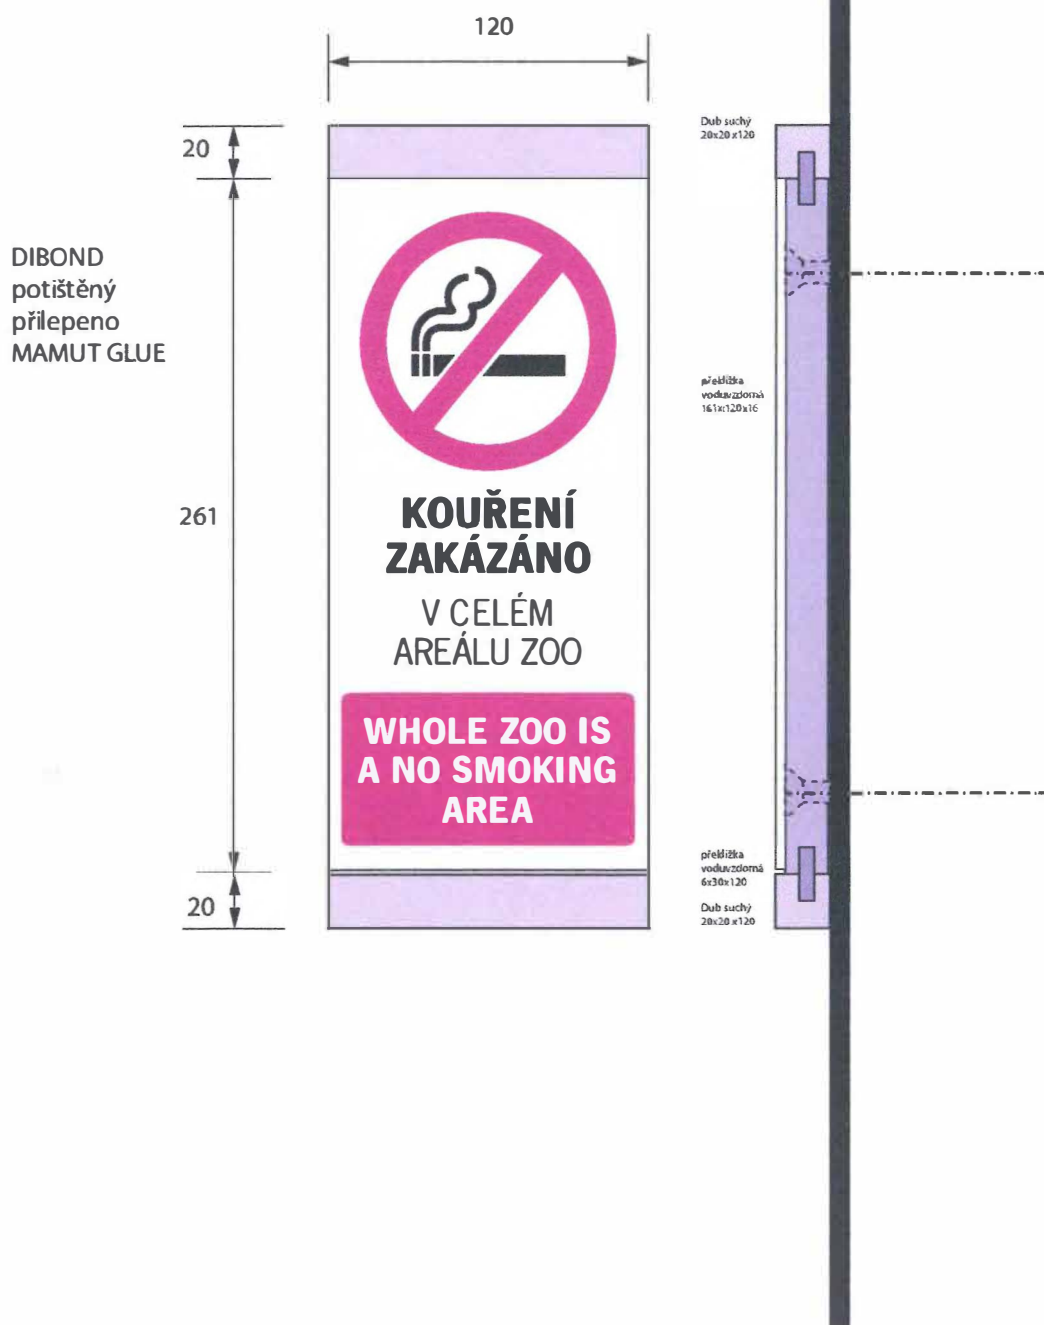 120
20
DIBOND
potištěný
přilepeno
MAMUT GLUE
261
20
KOUŘENÍ
ZAKÁZÁNO
V CELÉM
AREÁLU ZOO
WHOLE ZOO IS
A NO SMOKING
AREA
Dub suchý
20x20x120
překližka
voduvzdorná
161x120x16
překližka
voduvzdorná
6x30x120
Dub suchý
20x20x120